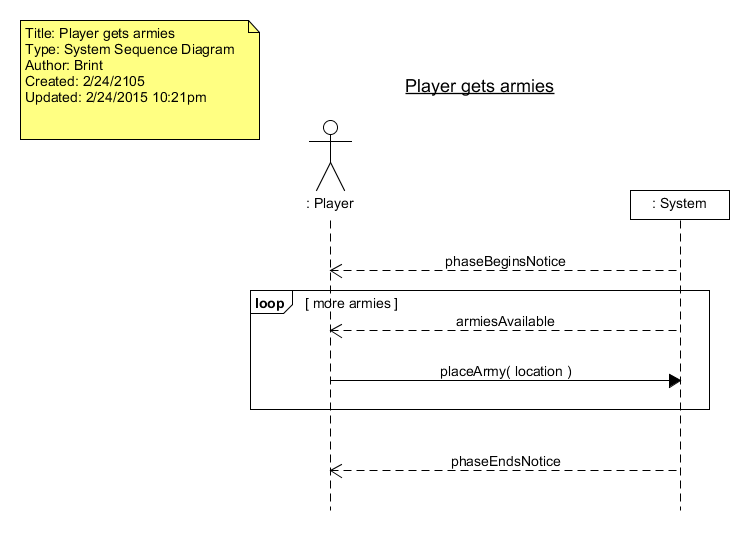 Title: Player gets armies
Type: System Sequence Diagram
Author: Brint
Created: 2/24/2105
Updated: 2/24/2015 10:21pm
Player gets armies
: Player
: System
phaseBeginsNotice
loop [ more armies ]
armiesAvailable
placeArmy( location )
phaseEndsNotice